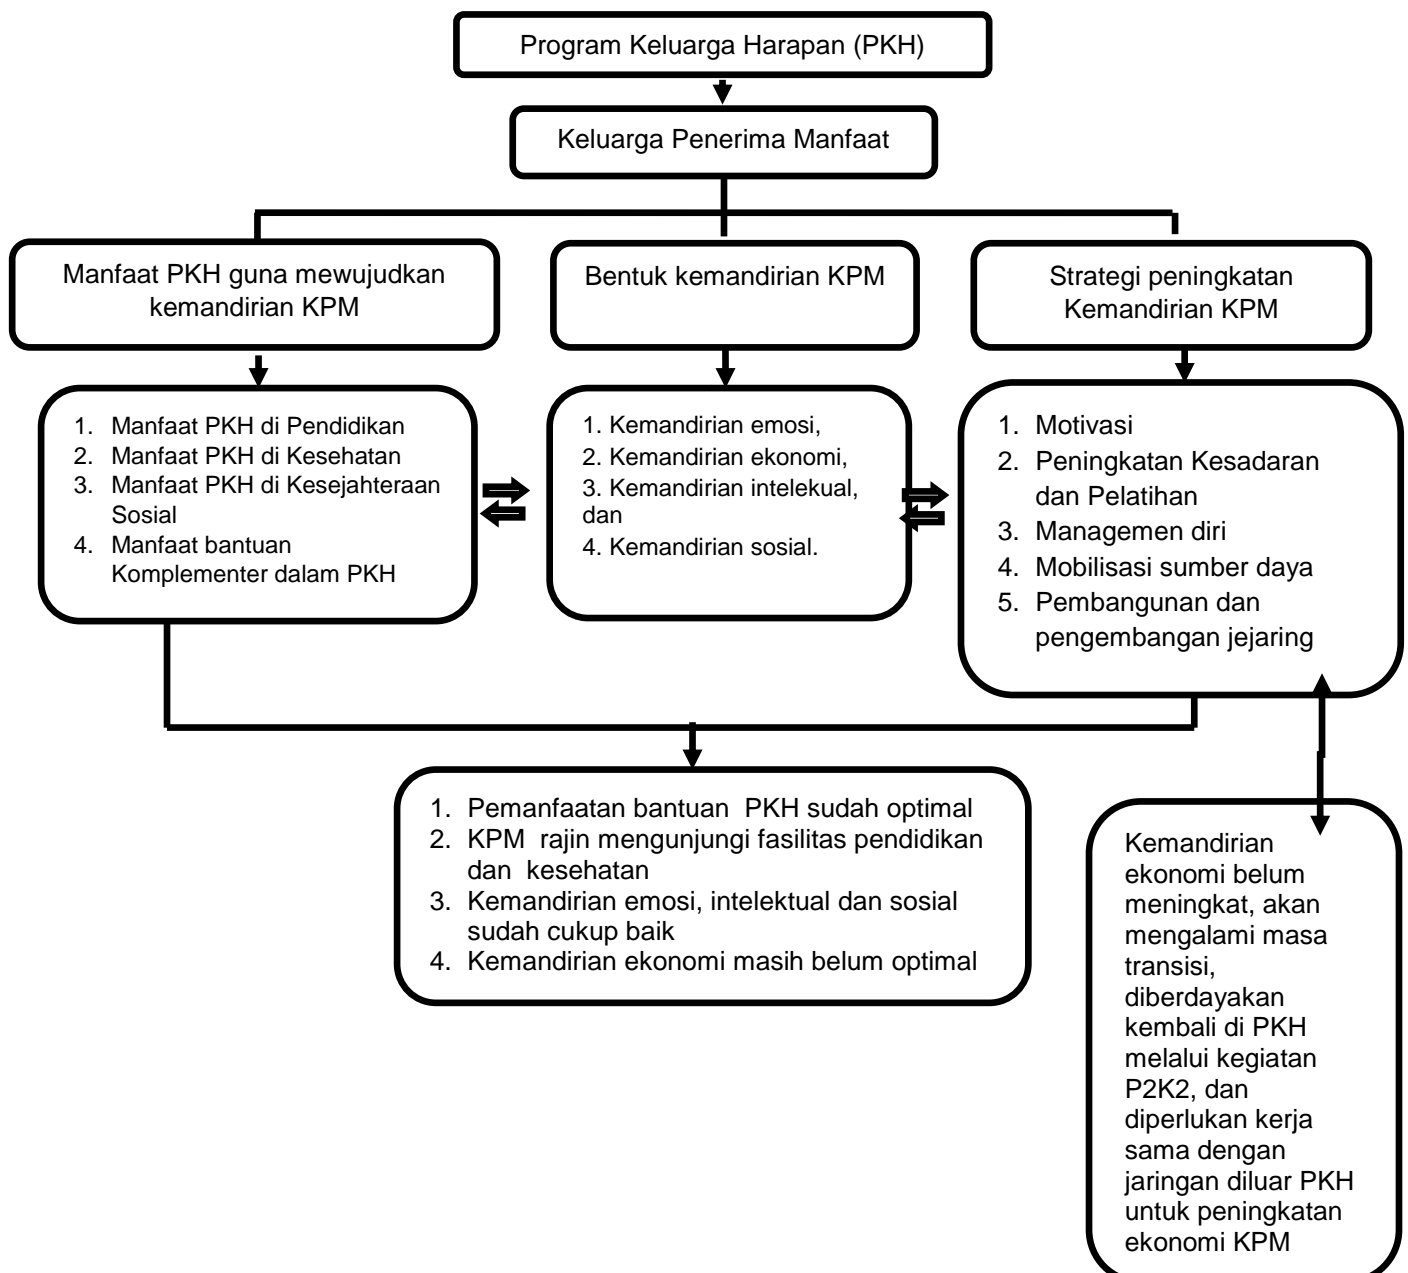 Program Keluarga Harapan (PKH)
Keluarga Penerima Manfaat
Manfaat PKH guna mewujudkan
kemandirian KPM
Bentuk kemandirian KPM
Strategi peningkatan
Kemandirian KPM
1. Manfaat PKH di Pendidikan
2. Manfaat PKH di Kesehatan
3. Manfaat PKH di Kesejahteraan
Sosial
4. Manfaat bantuan
Komplementer dalam PKH
1. Kemandirian emosi,
2. Kemandirian ekonomi,
3. Kemandirian intelekual,
dan
4. Kemandirian sosial.
1. Motivasi
2. Peningkatan Kesadaran
dan Pelatihan
3. Managemen diri
4. Mobilisasi sumber daya
5. Pembangunan dan
pengembangan jejaring
1. Pemanfaatan bantuan PKH sudah optimal
2. KPM rajin mengunjungi fasilitas pendidikan
dan kesehatan
3. Kemandirian emosi, intelektual dan sosial
sudah cukup baik
4. Kemandirian ekonomi masih belum optimal
Kemandirian
ekonomi belum
meningkat, akan
mengalami masa
transisi,
diberdayakan
kembali di PKH
melalui kegiatan
P2K2, dan
diperlukan kerja
sama dengan
jaringan diluar PKH
untuk peningkatan
ekonomi KPM